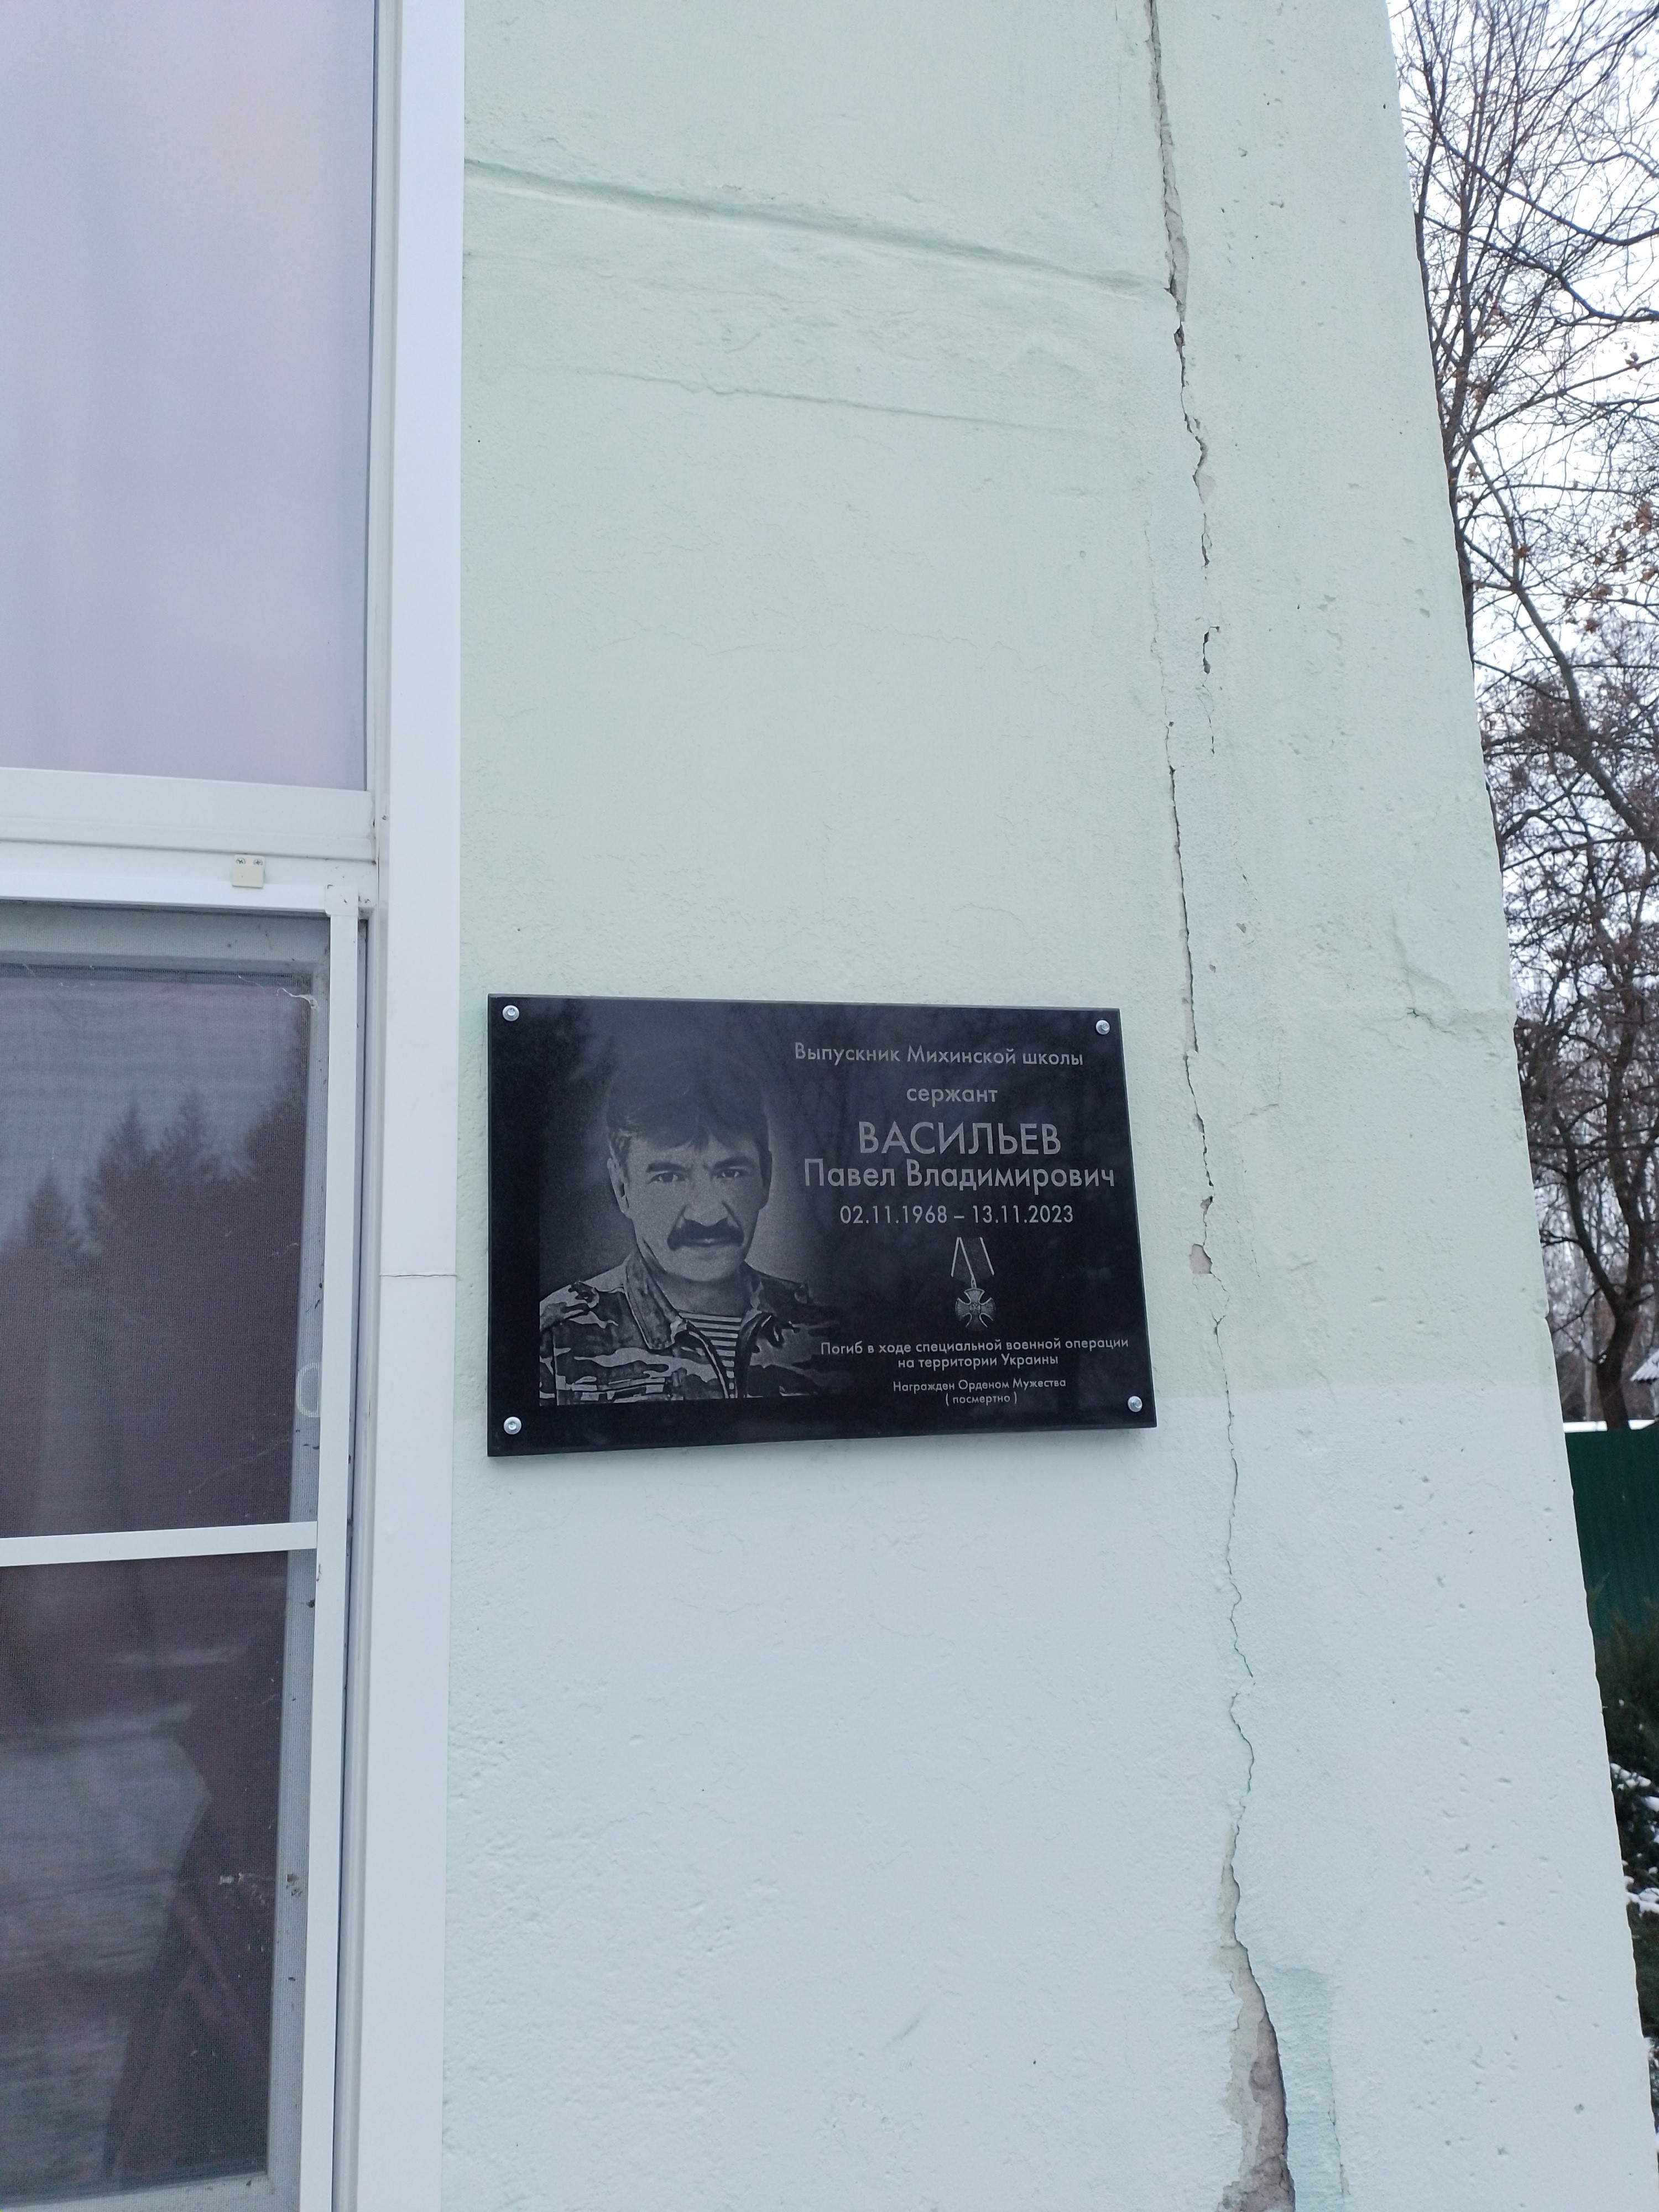 Выпускник Михинской школы
сержант
ВАСИЛЬЕВ
Павел Владимирович
02.11.1968 – 13.11.2023
Погиб в ходе специальной военной операции
на территории Украины
Награжден Орденом Мужества
( посмертно )